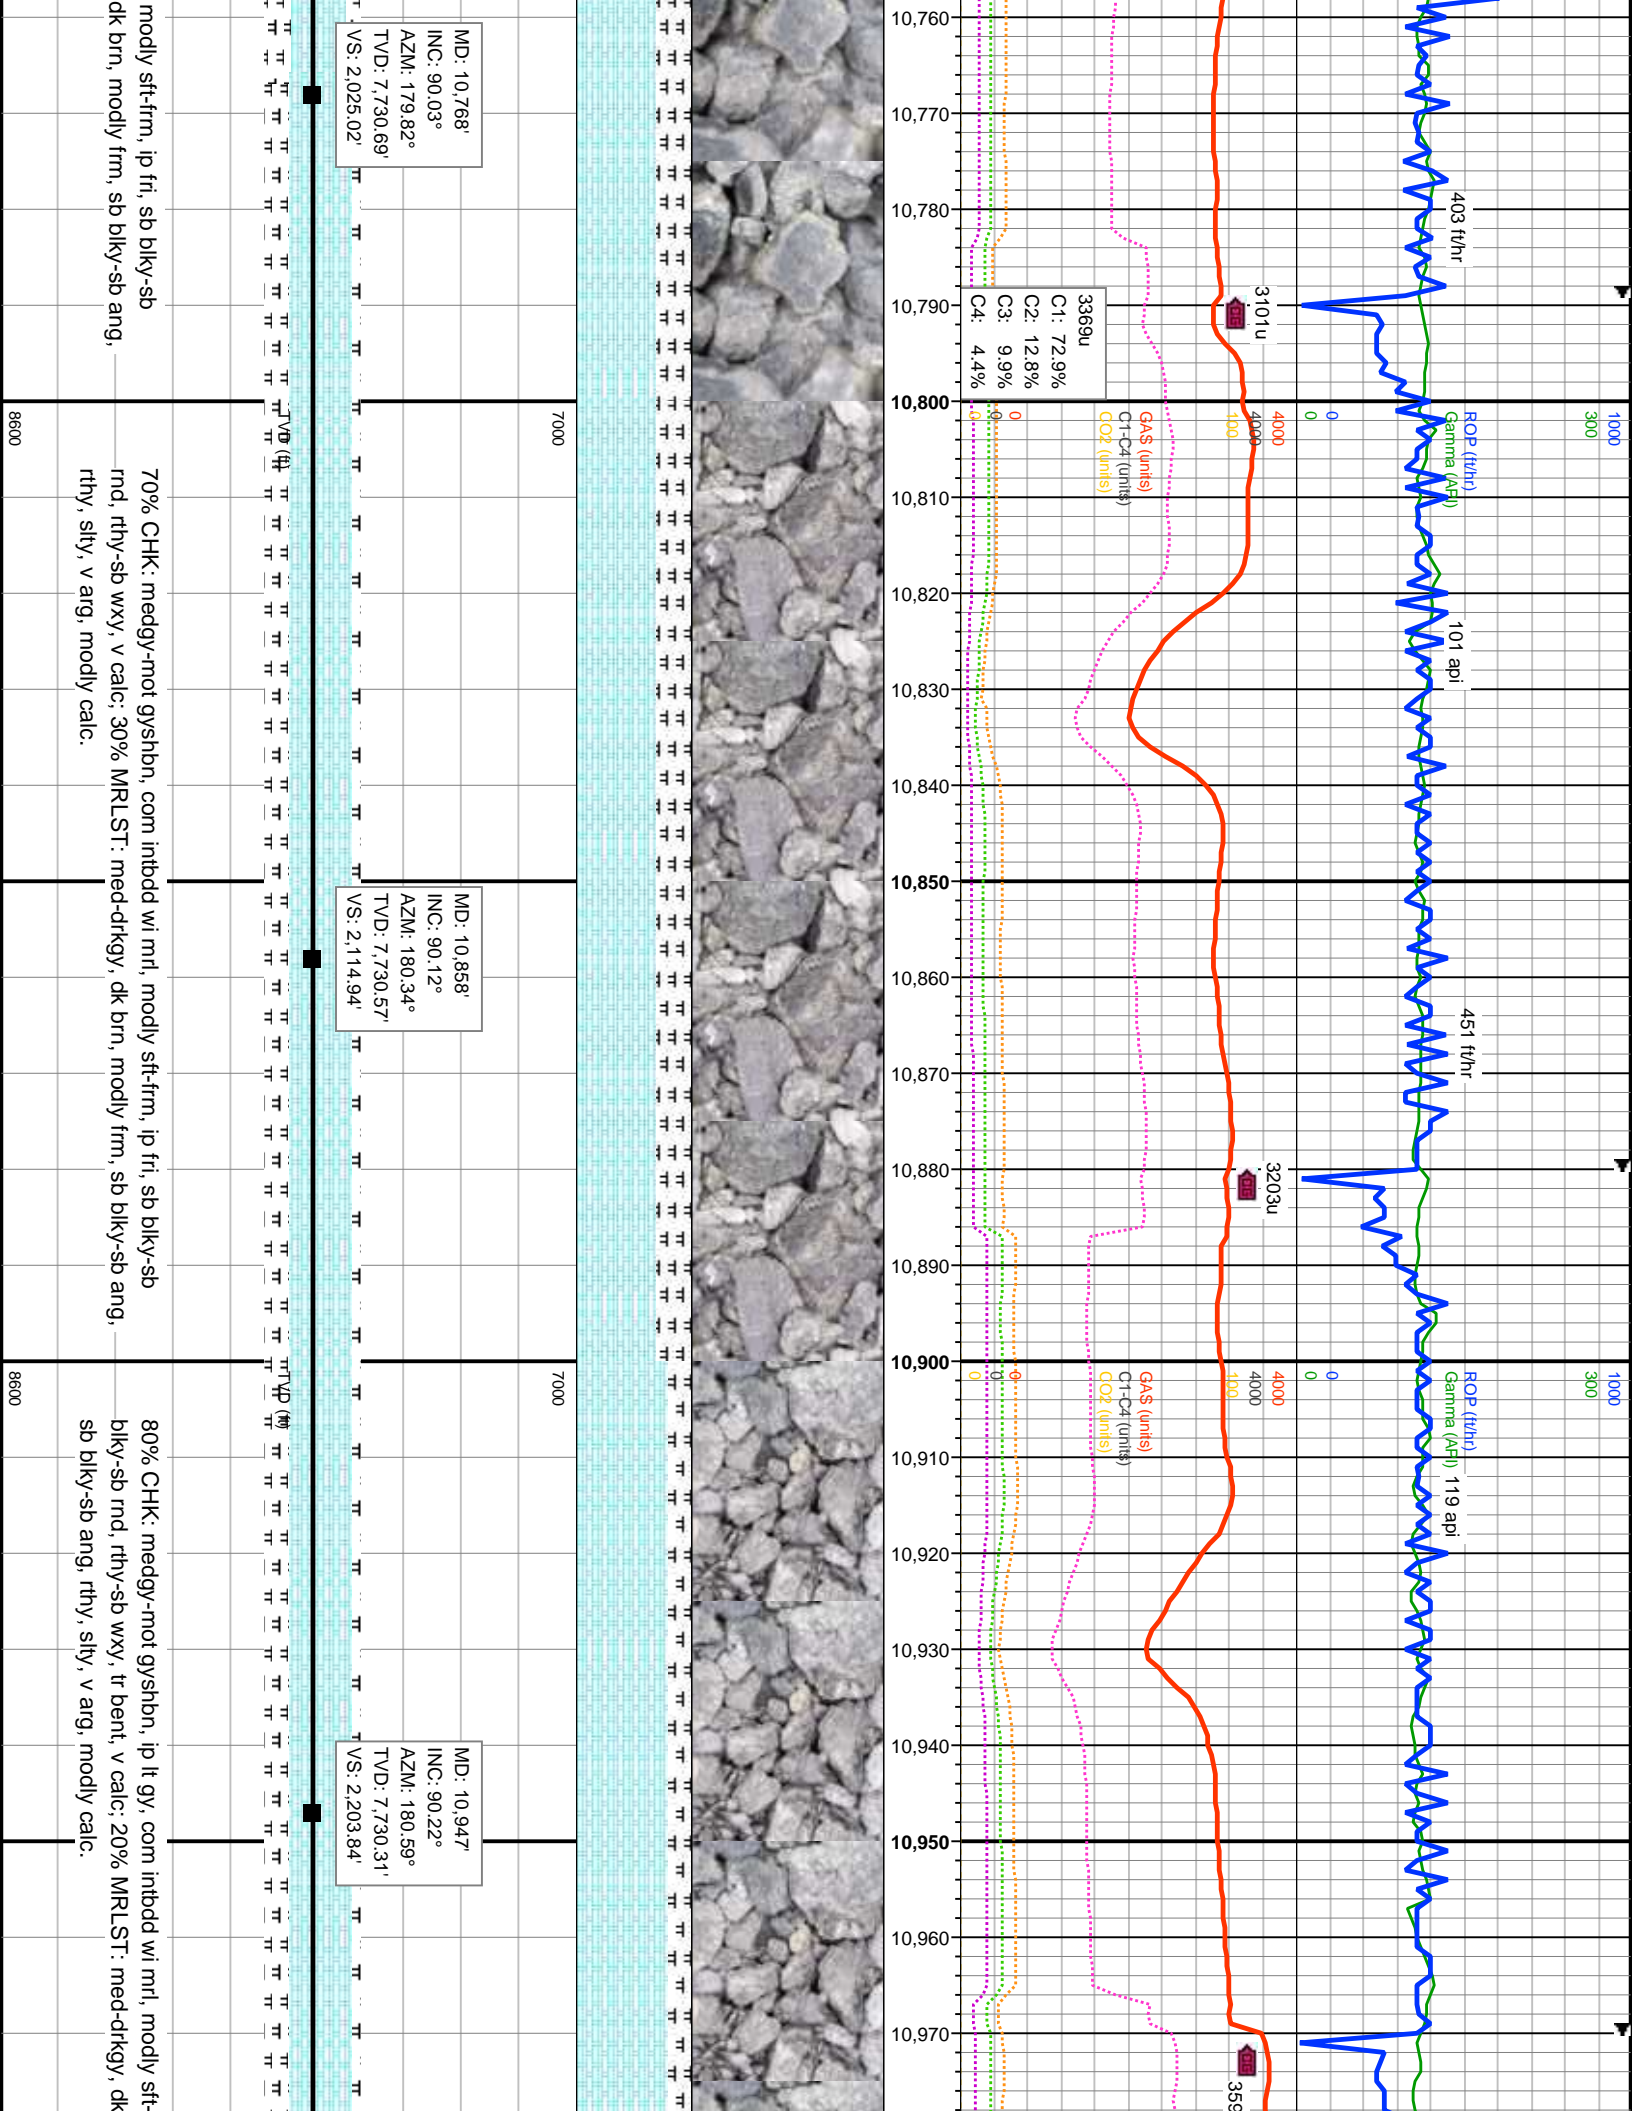 modly sft-frm, ip fri, sb blky-sb
dk brn, modly frm, sb blky-sb ang,
MD: 10,768'
INC: 90.03°
AZM: 179.82°
TVD: 7,730.69'
VS: 2,025.02'
10,760
10,770
10,780
10,790
10,800
10,810
10,820
10,830
10,840
10,850
10,860
10,870
10,880
10,890
10,900
10,910
10,920
10,930
10,940
10,950
10,960
10,970
403 ft/hr
3101u
3369u
C1: 72.9%
C2: 12.8%
C3: 9.9%
C4: 4.4%
8600
TVD (ft)
7000
0
0
0
GAS (units)
C1-C4 (units)
CO2 (units)
100
4000
4000
0
0
ROP (ft/hr)
Gamma (API)
300
1000
70% CHK: medgy-mot gyshbn, com intbdd wi mrl, modly sft-frm, ip fri, sb blky-sb
rnd, rthy-sb wxy, v calc; 30% MRLST: med-drkgy, dk brn, modly frm, sb blky-sb ang,
rthy, slty, v arg, modly calc.
101 api
MD: 10,858'
INC: 90.12°
AZM: 180.34°
TVD: 7,730.57'
VS: 2,114.94'
451 ft/hr
3203u
8600
TVD (ft)
7000
0
0
0
GAS (units)
C1-C4 (units)
CO2 (units)
100
4000
4000
0
0
ROP (ft/hr)
Gamma (API)
300
1000
119 api
80% CHK: medgy-mot gyshbn, ip lt gy, com intbdd wi mrl, modly sft-
blky-sb rnd, rthy-sb wxy, tr bent, v calc; 20% MRLST: med-drkgy, dk
sb blky-sb ang, rthy, slty, v arg, modly calc.
MD: 10,947'
INC: 90.22°
AZM: 180.59°
TVD: 7,730.31'
VS: 2,203.84'
359